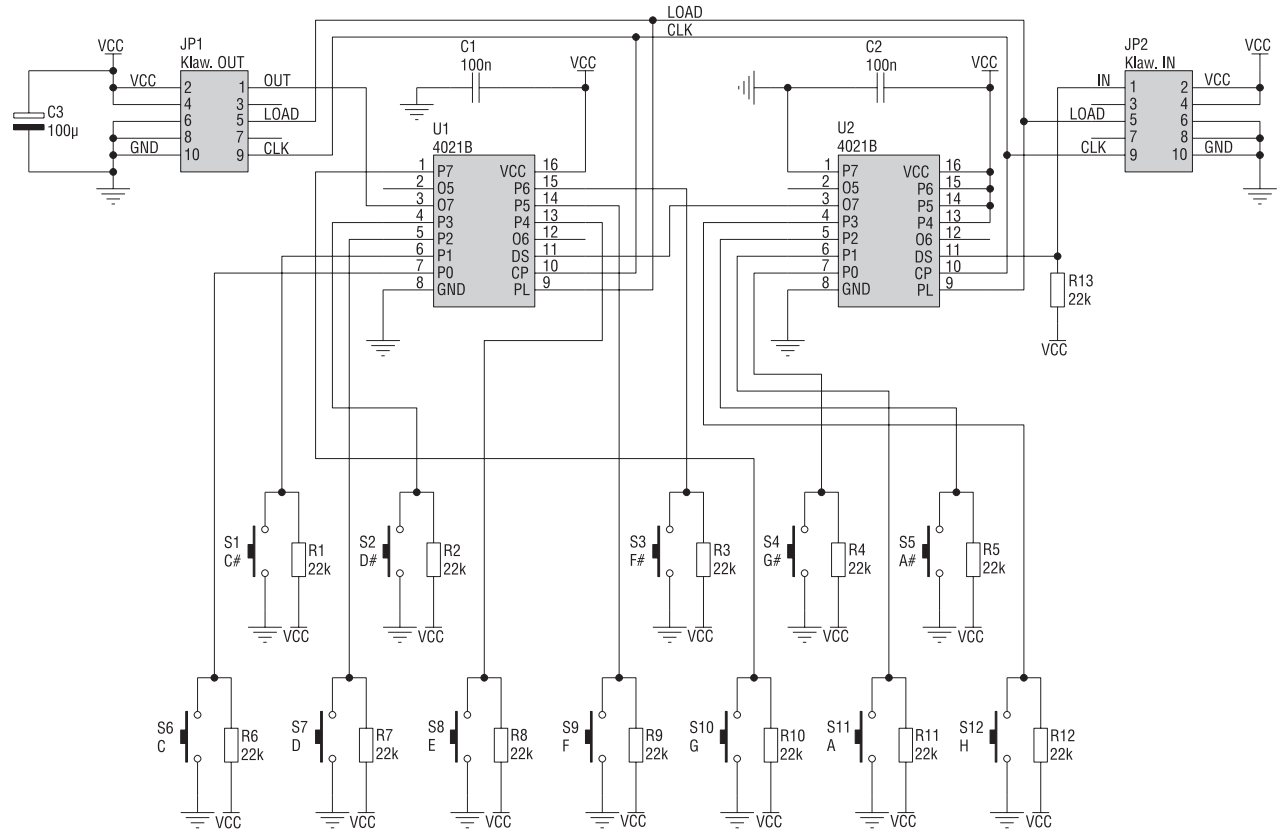 LOAD
CLK
VCC
JP1
Klaw. OUT
VCC 2 1 OUT
4 3
6 5 LOAD
8 7
GND 10 9 CLK
C3
100µ
C1
100n
VCC
C2
100n
VCC
JP2
Klaw. IN
VCC
IN 1 2 VCC
3 4
LOAD 5 6
7 8
CLK 9 10 GND
U1
4021B
1 P7 VCC 16
2 O5 P6 15
3 O7 P5 14
4 P3 P4 13
5 P2 O6 12
6 P1 DS 11
7 P0 CP 10
8 GND PL 9
U2
4021B
1 P7 VCC 16
2 O5 P6 15
3 O7 P5 14
4 P3 P4 13
5 P2 O6 12
6 P1 DS 11
7 P0 CP 10
8 GND PL 9
R13
22k
VCC
S1
C#
R1
22k
VCC
S2
D#
R2
22k
VCC
S3
F#
R3
22k
VCC
S4
G#
R4
22k
VCC
S5
A#
R5
22k
VCC
S6
C
R6
22k
VCC
S7
D
R7
22k
VCC
S8
E
R8
22k
VCC
S9
F
R9
22k
VCC
S10
G
R10
22k
VCC
S11
A
R11
22k
VCC
S12
H
R12
22k
VCC